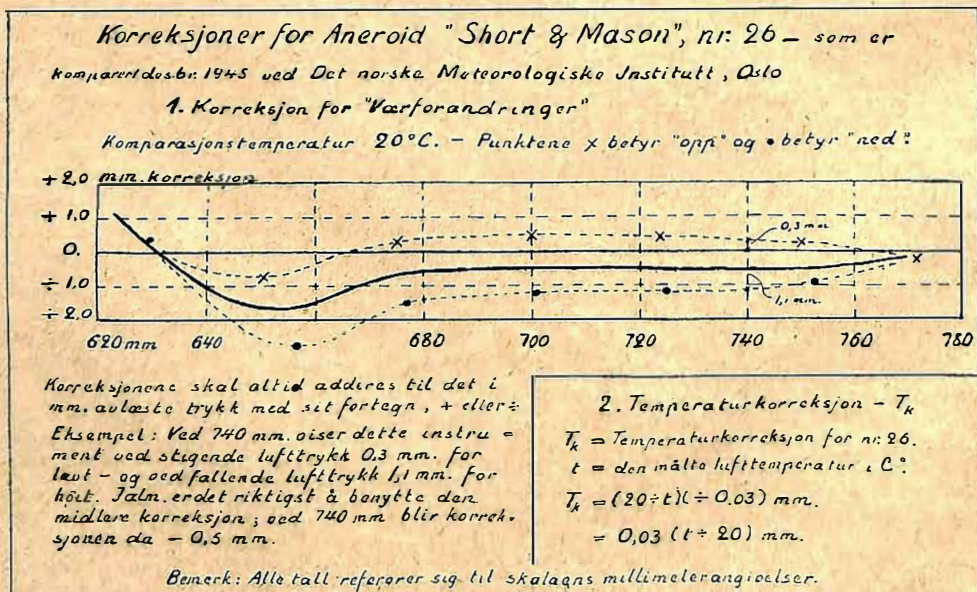 Korreksjoner for Aneroid "Short & Mason", nr. 26 – som er
komparert des.br. 1945 ved Det norske Meteorologiske Institutt, Oslo
1. Korreksjon for "Værforandringer"
Komparasjonstemperatur 20°C. – Punktene x betyr "opp" og • betyr "ned".
+ 2,0 mm. korreksjon
+ 1,0
0,3 mm
0.
÷ 1.0
1,1 mm.
÷ 2.0
620 mm 640 680 700 720 740 760 780
Korreksjonene skal altid adderes til det i
mm. avlæste trykk med sit fortegn, + eller ÷
Eksempel: Ved 740 mm. viser dette instru =
ment ved stigende lufttrykk 0.3 mm. for
lavt – og ved fallende lufttrykk 1,1 mm. for
høit. I alm. er det riktigst å benytte den
midlere korreksjon; ved 740 mm blir korrek-
sjonen da – 0,5 mm.
2. Temperaturkorreksjon – Tk
Tk = Temperaturkorreksjon for nr. 26.
t = den målte lufttemperatur i C°.
Tk = (20 ÷ t)(÷ 0.03) mm.
= 0,03 (t ÷ 20) mm.
Bemerk: Alle tall refererer sig til skalaens millimeterangivelser.